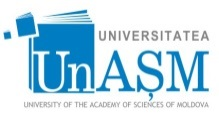 UNIVERSITATEA
UnAȘM
UNIVERSITY OF THE ACADEMY OF SCIENCES OF MOLDOVA